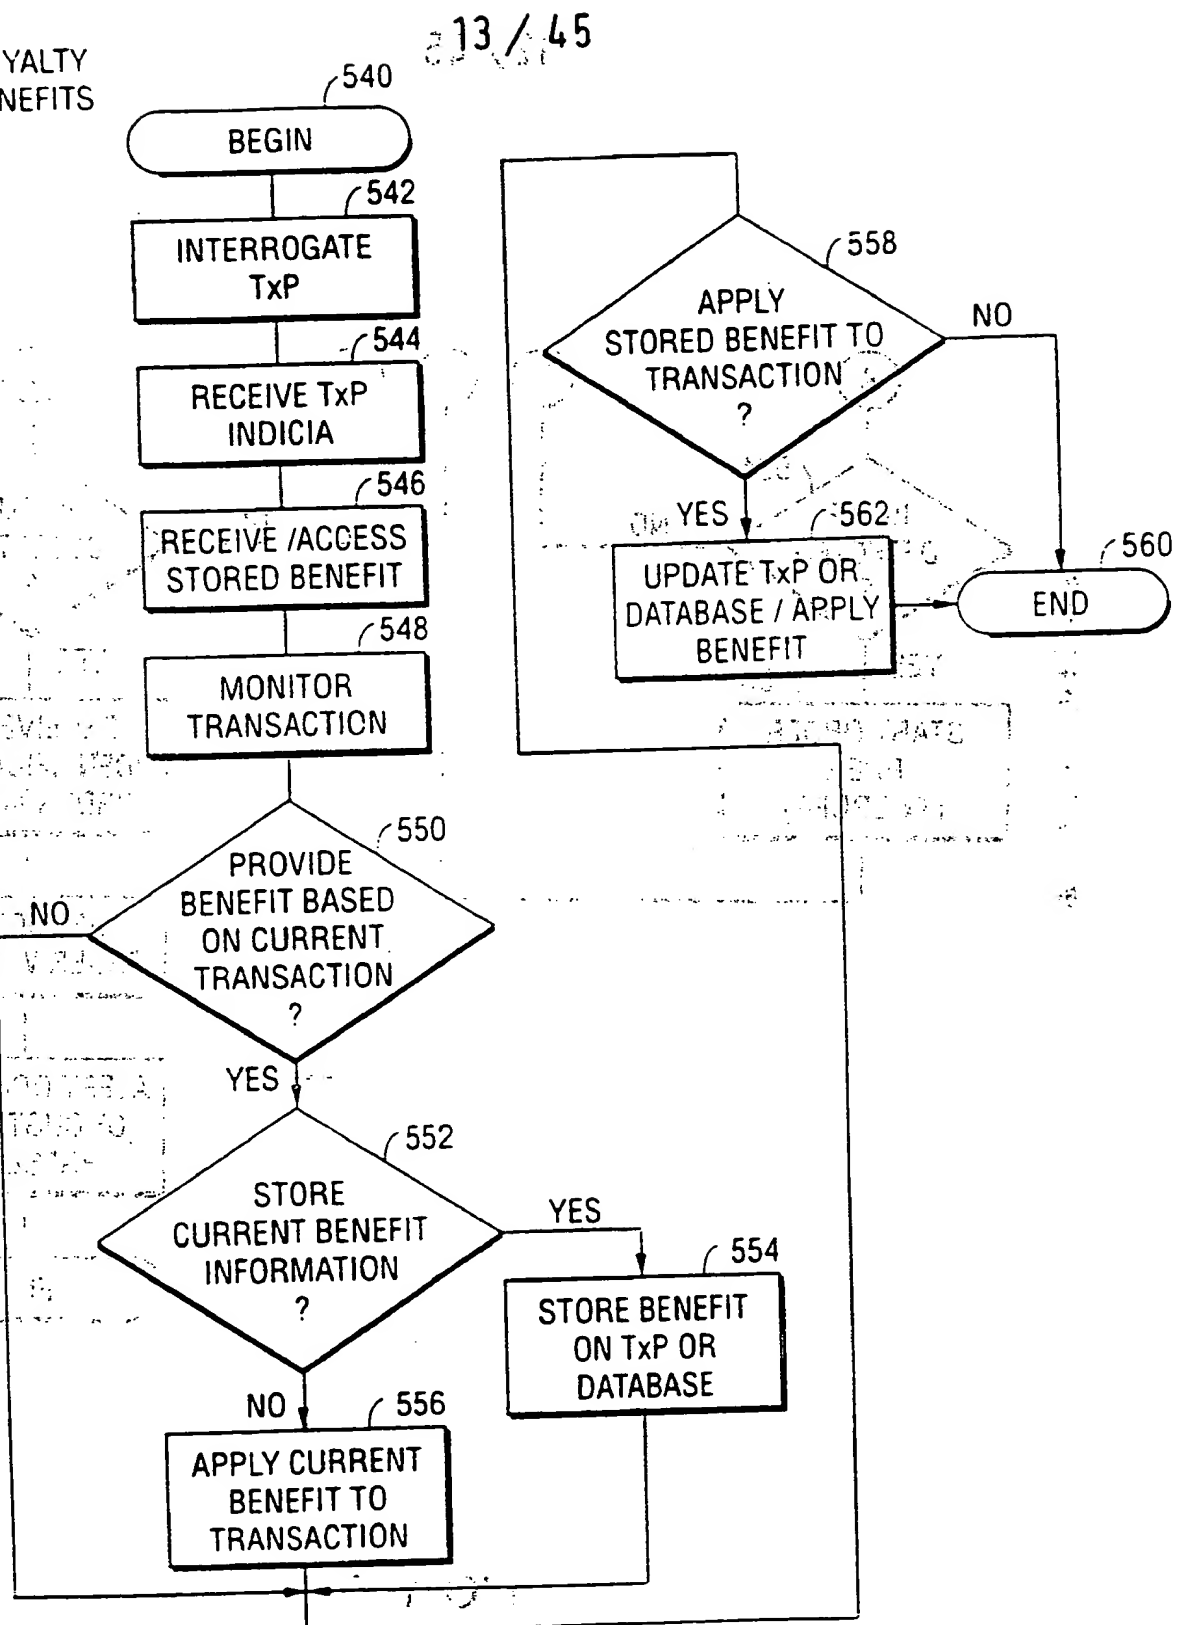 13 / 45
YALTY
NEFITS
540
BEGIN
542
INTERROGATE
TxP
544
RECEIVE TxP
INDICIA
546
RECEIVE /ACCESS
STORED BENEFIT
548
MONITOR
TRANSACTION
550
PROVIDE
BENEFIT BASED
ON CURRENT
TRANSACTION
?
NO
YES
552
STORE
CURRENT BENEFIT
INFORMATION
?
YES
554
STORE BENEFIT
ON TxP OR
DATABASE
NO
556
APPLY CURRENT
BENEFIT TO
TRANSACTION
558
APPLY
STORED BENEFIT TO
TRANSACTION
?
NO
YES
562
UPDATE TxP OR
DATABASE / APPLY
BENEFIT
560
END